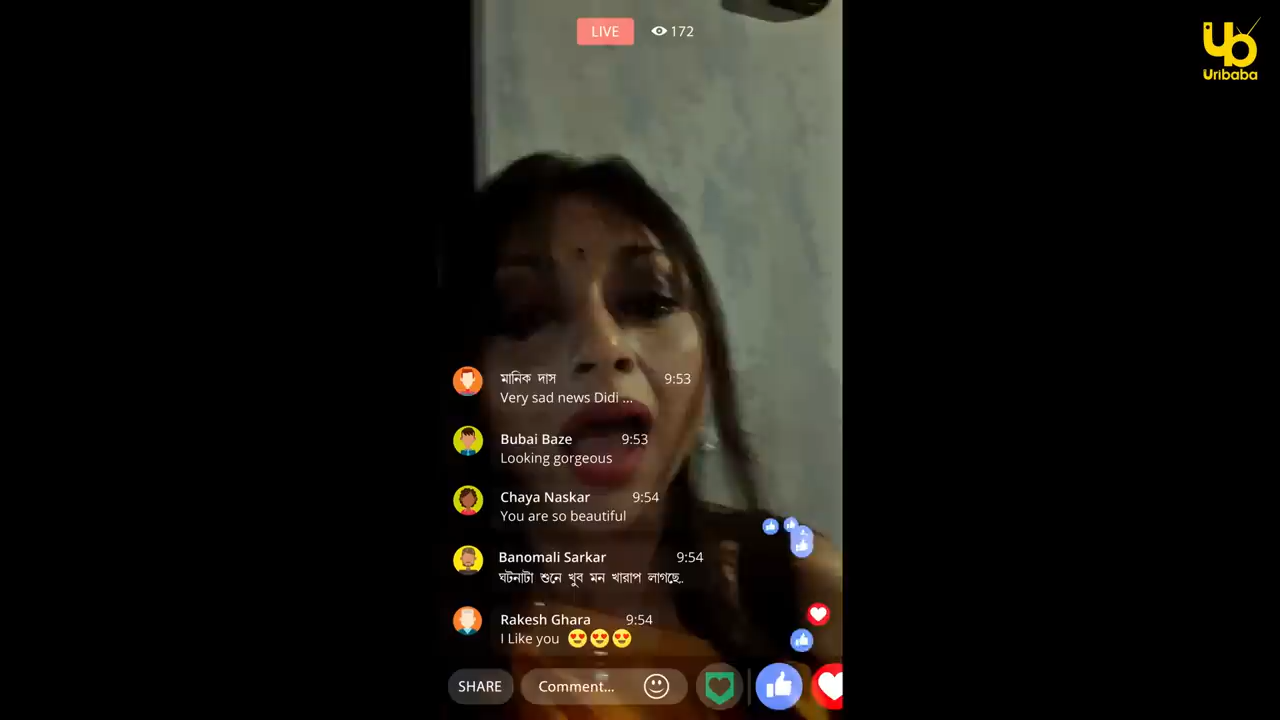 LIVE 172
Uribaba
মানিক দাস 9:53
Very sad news Didi ...
Bubai Baze 9:53
Looking gorgeous
Chaya Naskar 9:54
You are so beautiful
Banomali Sarkar 9:54
ঘটনাটা শুনে খুব মন খারাপ লাগছে..
Rakesh Ghara 9:54
I Like you 😍😍😍
SHARE Comment...